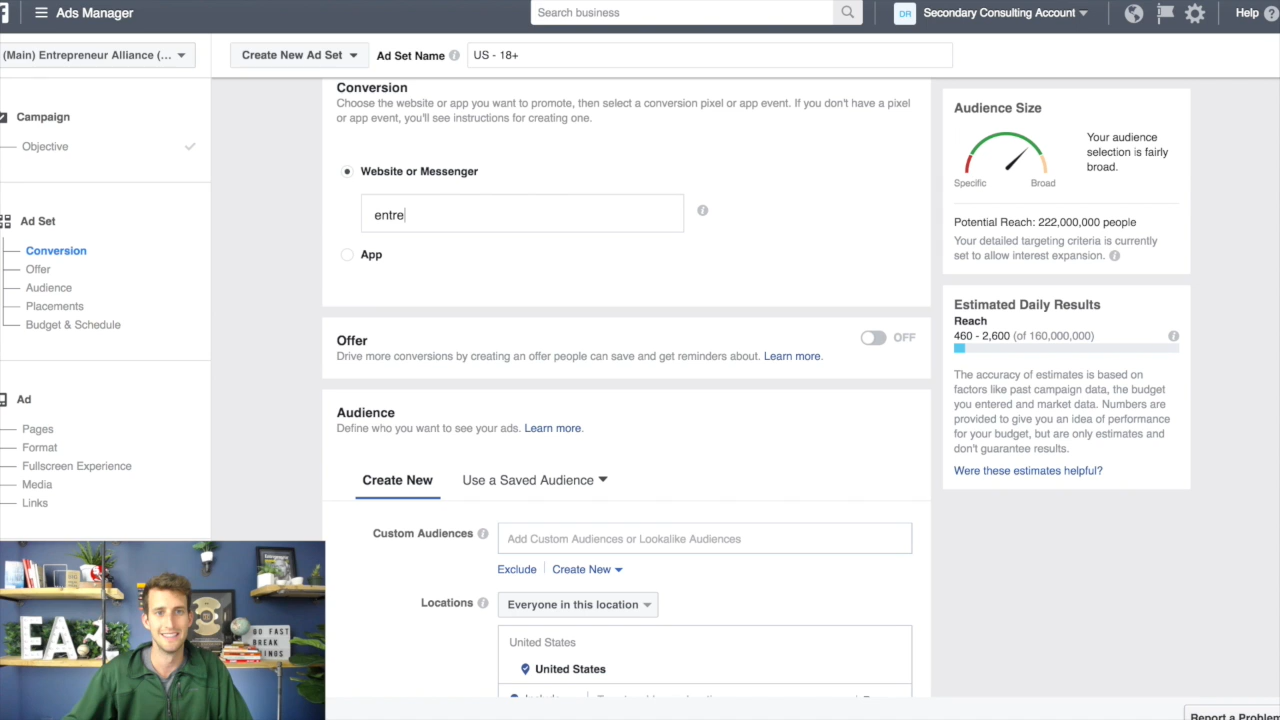 Ads Manager
Search business
DR
Secondary Consulting Account
Help
(Main) Entrepreneur Alliance (...
Create New Ad Set
Ad Set Name
US - 18+
Campaign
Objective
Ad Set
Conversion
Offer
Audience
Placements
Budget & Schedule
Ad
Pages
Format
Fullscreen Experience
Media
Links
Conversion
Choose the website or app you want to promote, then select a conversion pixel or app event. If you don't have a pixel
or app event, you'll see instructions for creating one.
Website or Messenger
entre
App
Offer
OFF
Drive more conversions by creating an offer people can save and get reminders about. Learn more.
Audience
Define who you want to see your ads. Learn more.
Create New
Use a Saved Audience
Custom Audiences
Add Custom Audiences or Lookalike Audiences
Exclude
Create New
Locations
Everyone in this location
United States
United States
Audience Size
Your audience
selection is fairly
broad.
Specific
Broad
Potential Reach: 222,000,000 people
Your detailed targeting criteria is currently
set to allow interest expansion.
Estimated Daily Results
Reach
460 - 2,600 (of 160,000,000)
The accuracy of estimates is based on
factors like past campaign data, the budget
you entered and market data. Numbers are
provided to give you an idea of performance
for your budget, but are only estimates and
don't guarantee results.
Were these estimates helpful?
EA
GO FAST
BREAK
Report a Problem